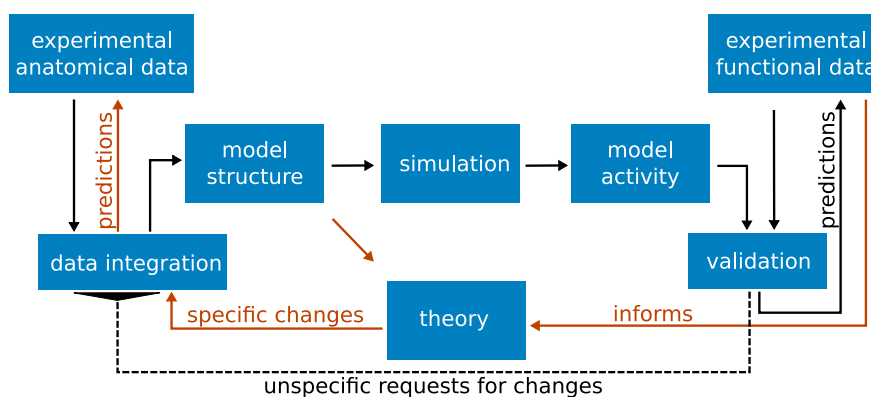 experimental
anatomical data
experimental
functional data
predictions
model
structure
simulation
model
activity
predictions
data integration
validation
specific changes
theory
informs
unspecific requests for changes